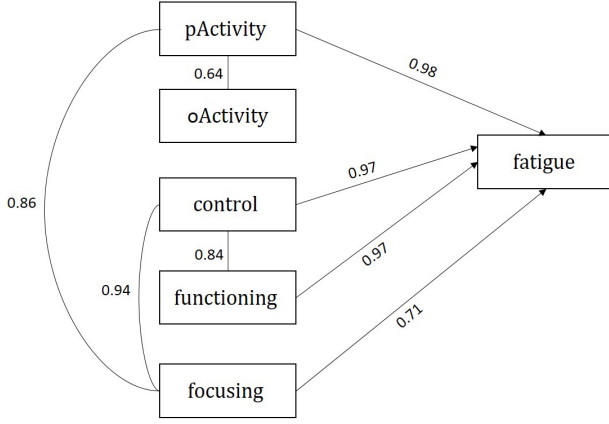 pActivity
0.98
0.64
oActivity
fatigue
0.97
control
0.86
0.84
0.97
0.94
functioning
0.71
focusing